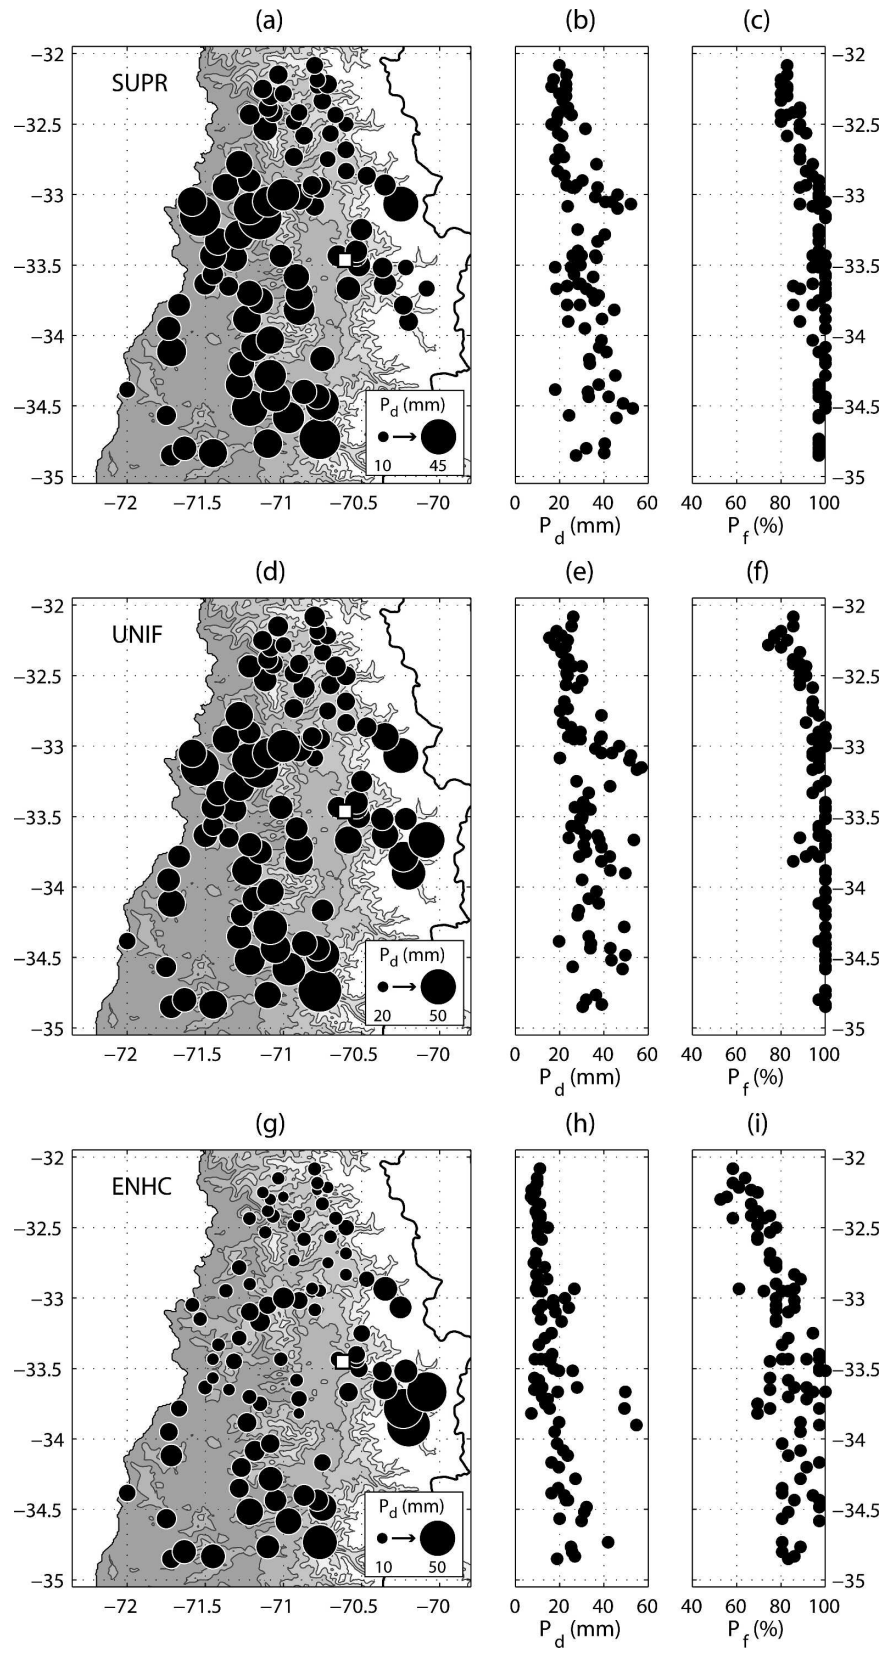 (a) (b) (c)
SUPR
−32 −32
−32.5 −32.5
−33 −33
−33.5 −33.5
−34 −34
−34.5 −34.5
−35 −35
P_d (mm)
10 → 45
−72 −71.5 −71 −70.5 −70
0 20 40 60
P_d (mm)
40 60 80 100
P_f (%)
(d) (e) (f)
UNIF
−32 −32
−32.5 −32.5
−33 −33
−33.5 −33.5
−34 −34
−34.5 −34.5
−35 −35
P_d (mm)
20 → 50
−72 −71.5 −71 −70.5 −70
0 20 40 60
P_d (mm)
40 60 80 100
P_f (%)
(g) (h) (i)
ENHC
−32 −32
−32.5 −32.5
−33 −33
−33.5 −33.5
−34 −34
−34.5 −34.5
−35 −35
P_d (mm)
10 → 50
−72 −71.5 −71 −70.5 −70
0 20 40 60
P_d (mm)
40 60 80 100
P_f (%)